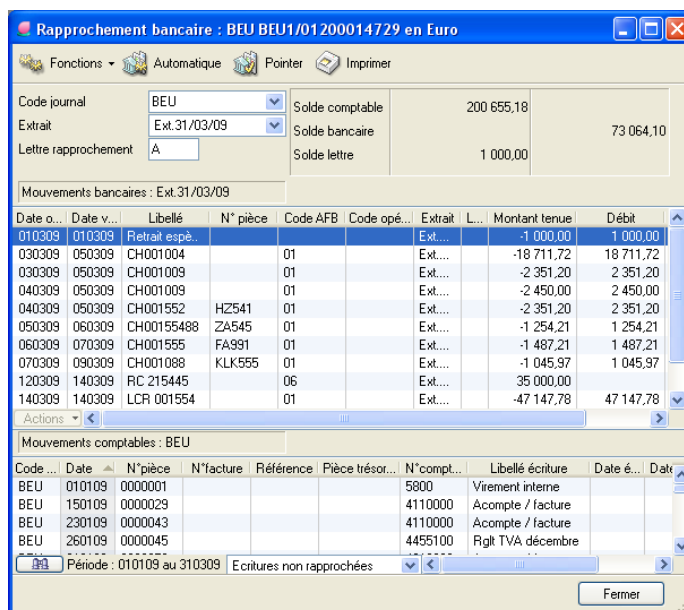 Rapprochement bancaire : BEU BEU1/01200014729 en Euro
Fonctions Automatique Pointer Imprimer
Code journal BEU
Extrait Ext.31/03/09
Lettre rapprochement A
Solde comptable 200 655,18
Solde bancaire 73 064,10
Solde lettre 1 000,00
Mouvements bancaires : Ext.31/03/09
Date o... Date v... Libellé N° pièce Code AFB Code opé... Extrait L... Montant tenue Débit
010309 010309 Retrait espè.. Ext.... -1 000,00 1 000,00
030309 050309 CH001004 01 Ext.... -18 711,72 18 711,72
030309 050309 CH001009 01 Ext.... -2 351,20 2 351,20
040309 050309 CH001009 01 Ext.... -2 450,00 2 450,00
040309 050309 CH001552 HZ541 01 Ext.... -2 351,20 2 351,20
050309 060309 CH00155488 ZA545 01 Ext.... -1 254,21 1 254,21
060309 070309 CH001555 FA991 01 Ext.... -1 487,21 1 487,21
070309 090309 CH001088 KLK555 01 Ext.... -1 045,97 1 045,97
120309 140309 RC 215445 06 Ext.... 35 000,00
140309 140309 LCR 001554 01 Ext.... -47 147,78 47 147,78
Actions
Mouvements comptables : BEU
Code ... Date N°pièce N°facture Référence Pièce trésor... N°compt... Libellé écriture Date é... Date
BEU 010109 0000001 5800 Virement interne
BEU 150109 0000029 4110000 Acompte / facture
BEU 230109 0000043 4110000 Acompte / facture
BEU 260109 0000045 4455100 Rglt TVA décembre
Période : 010109 au 310309 Ecritures non rapprochées
Fermer